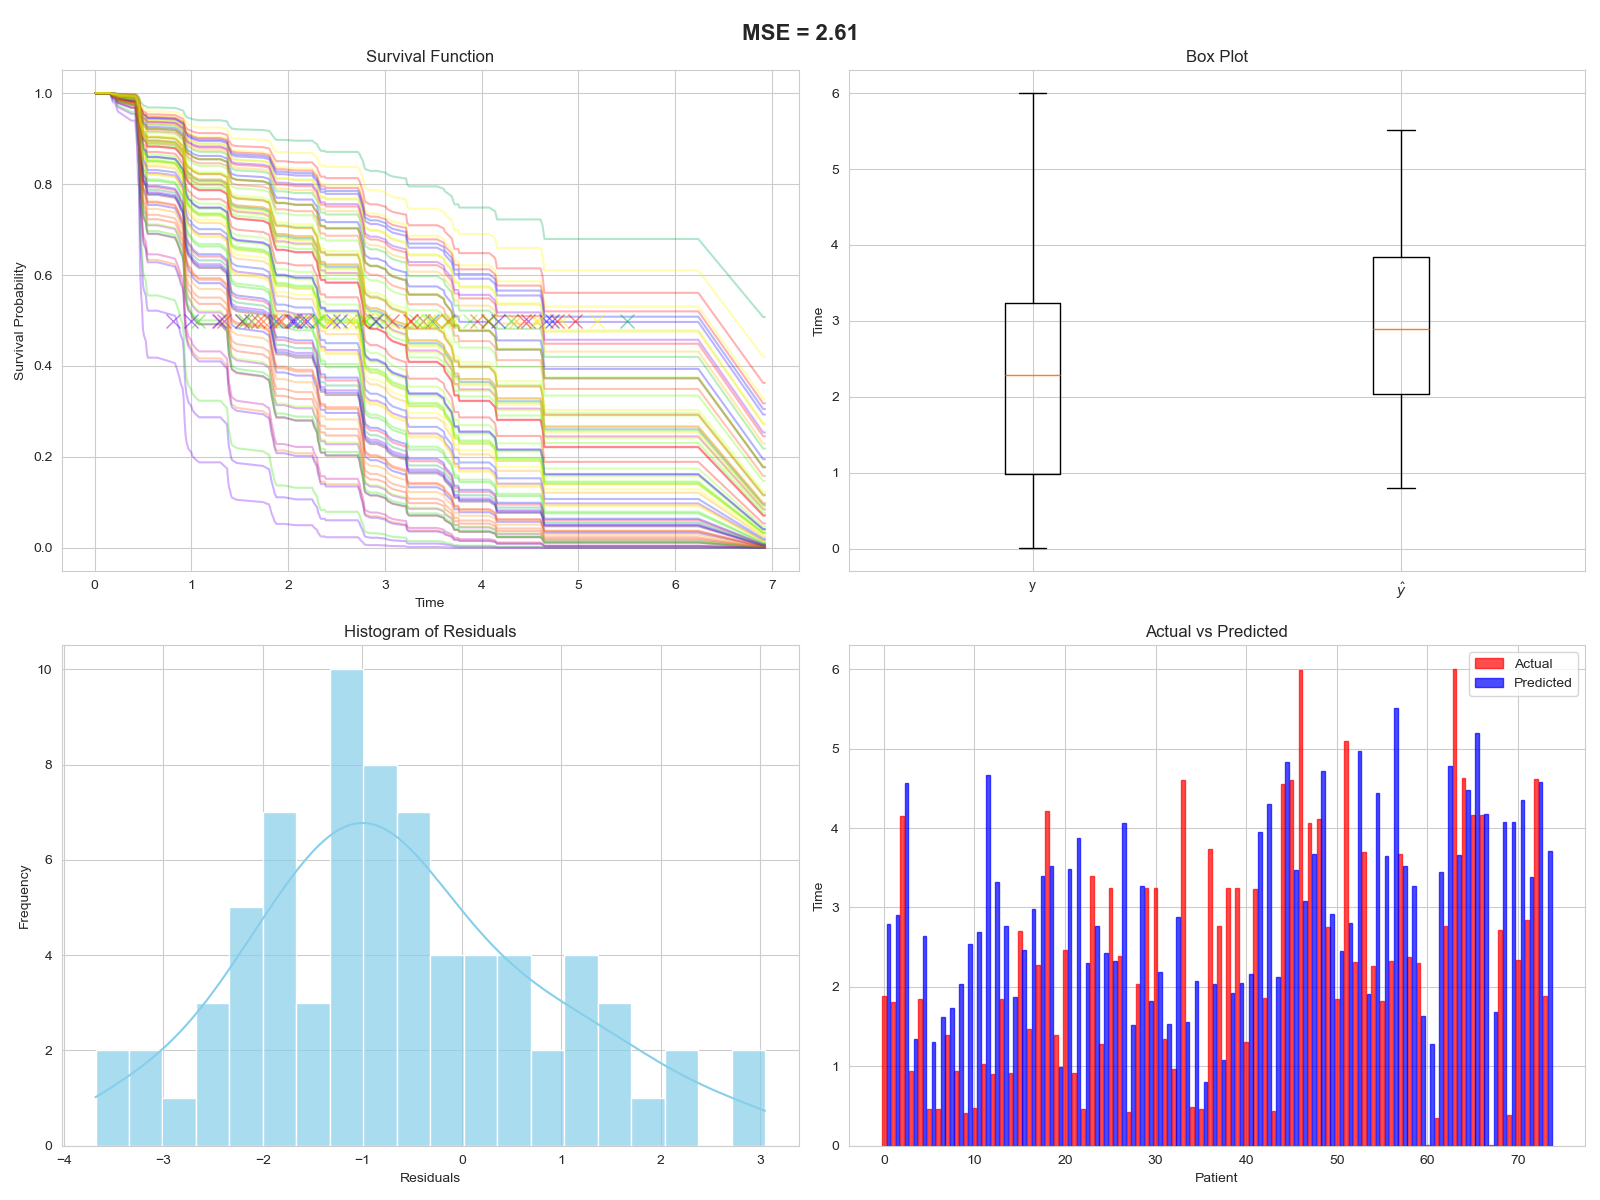 MSE = 2.61
Survival Function
1.0
0.8
0.6
0.4
0.2
0.0
Survival Probability
0 1 2 3 4 5 6 7
Time
Box Plot
6
5
4
3
2
1
0
Time
y ŷ
Histogram of Residuals
10
8
6
4
2
0
Frequency
−4 −3 −2 −1 0 1 2 3
Residuals
Actual vs Predicted
Actual
Predicted
6
5
4
3
2
1
0
Time
0 10 20 30 40 50 60 70
Patient